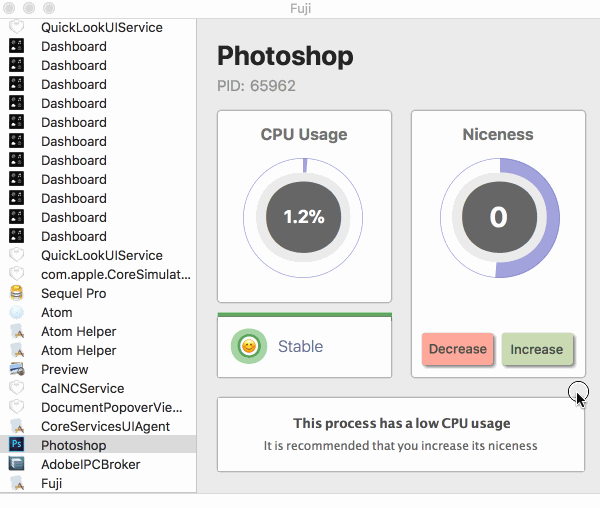 Fuji
QuickLookUIService
Dashboard
Dashboard
Dashboard
Dashboard
Dashboard
Dashboard
Dashboard
Dashboard
Dashboard
Dashboard
Dashboard
QuickLookUIService
com.apple.CoreSimulat...
Sequel Pro
Atom
Atom Helper
Atom Helper
Preview
CalNCService
DocumentPopoverVie...
CoreServicesUIAgent
Ps Photoshop
AdobeIPCBroker
Fuji
Photoshop
PID: 65962
CPU Usage
1.2%
Stable
Niceness
0
Decrease Increase
This process has a low CPU usage
It is recommended that you increase its niceness